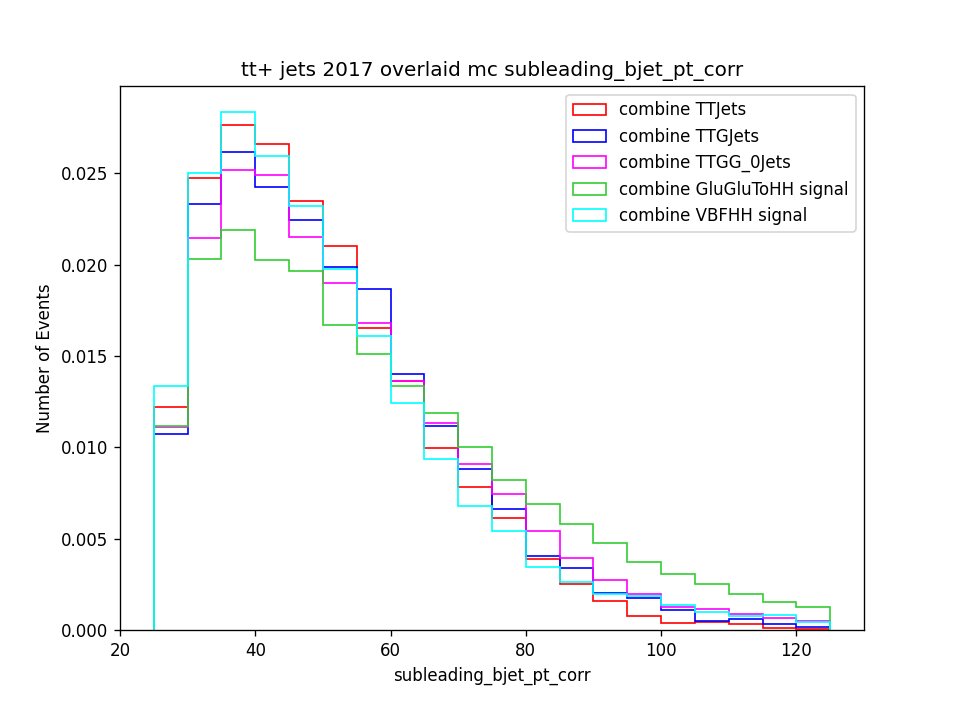 tt+ jets 2017 overlaid mc subleading_bjet_pt_corr
combine TTJets
combine TTGJets
combine TTGG_0Jets
combine GluGluToHH signal
combine VBFHH signal
Number of Events
0.025
0.020
0.015
0.010
0.005
0.000
20 40 60 80 100 120
subleading_bjet_pt_corr